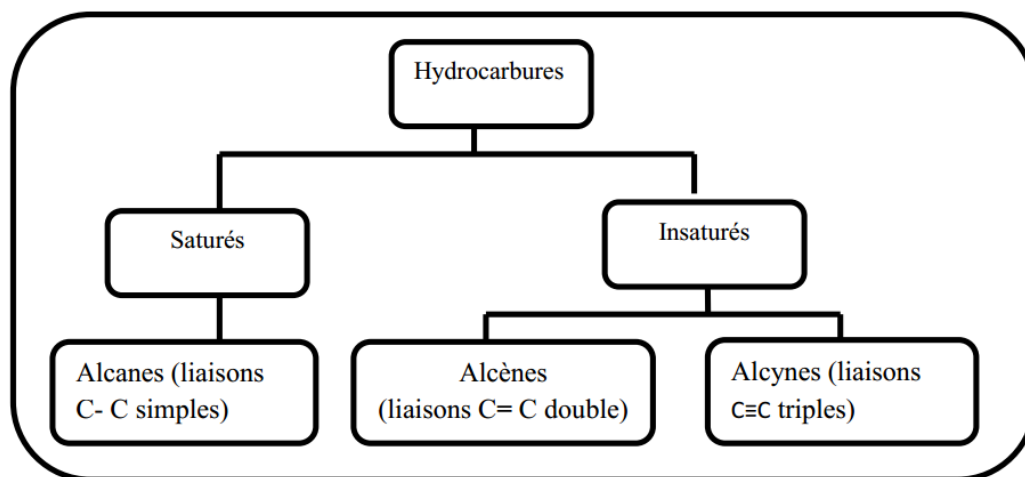 Hydrocarbures
Saturés
Insaturés
Alcanes (liaisons
C- C simples)
Alcènes
(liaisons C= C double)
Alcynes (liaisons
C≡C triples)